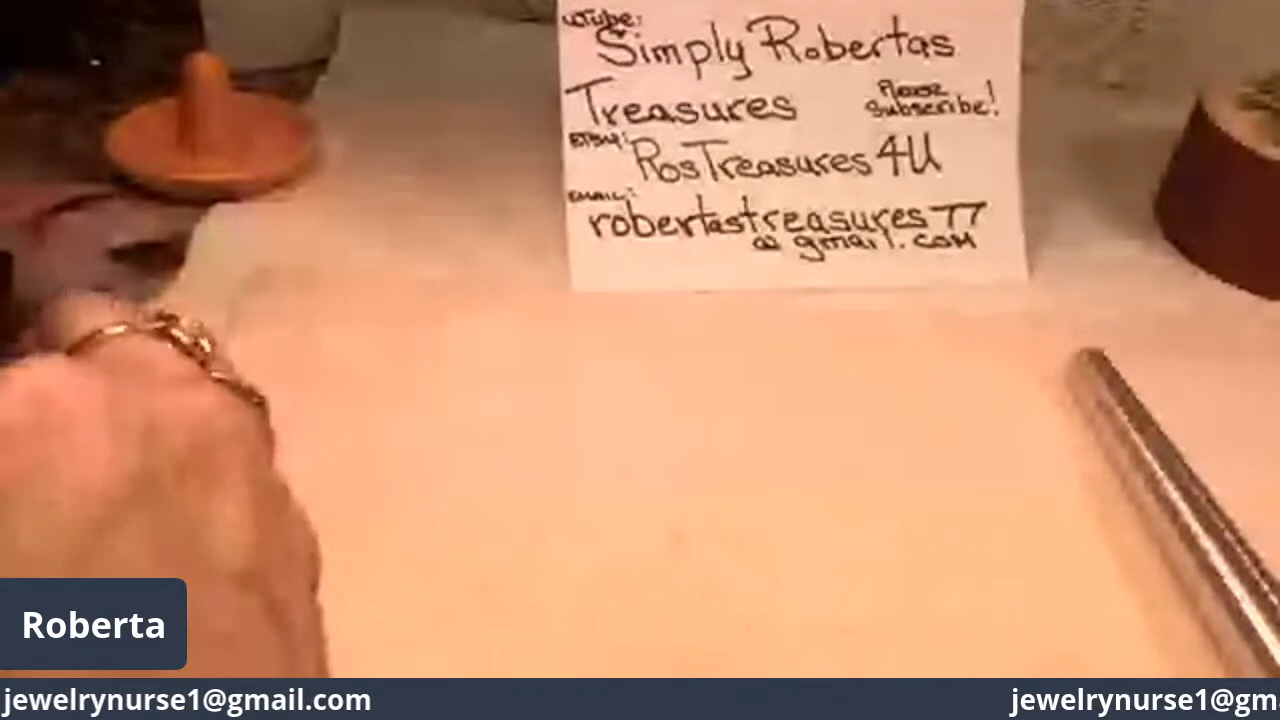 uTube:
Simply Robertas
Treasures Please
Subscribe!
ETSY:
RosTreasures4U
EMAIL:
robertastreasures77
@ gmail.com
Roberta
jewelrynurse1@gmail.com jewelrynurse1@gm